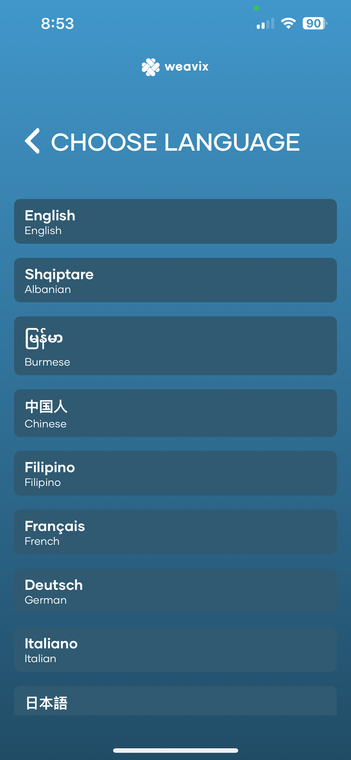 8:53
90
weavix
CHOOSE LANGUAGE
English
English
Shqiptare
Albanian
မြန်မာ
Burmese
中国人
Chinese
Filipino
Filipino
Français
French
Deutsch
German
Italiano
Italian
日本語